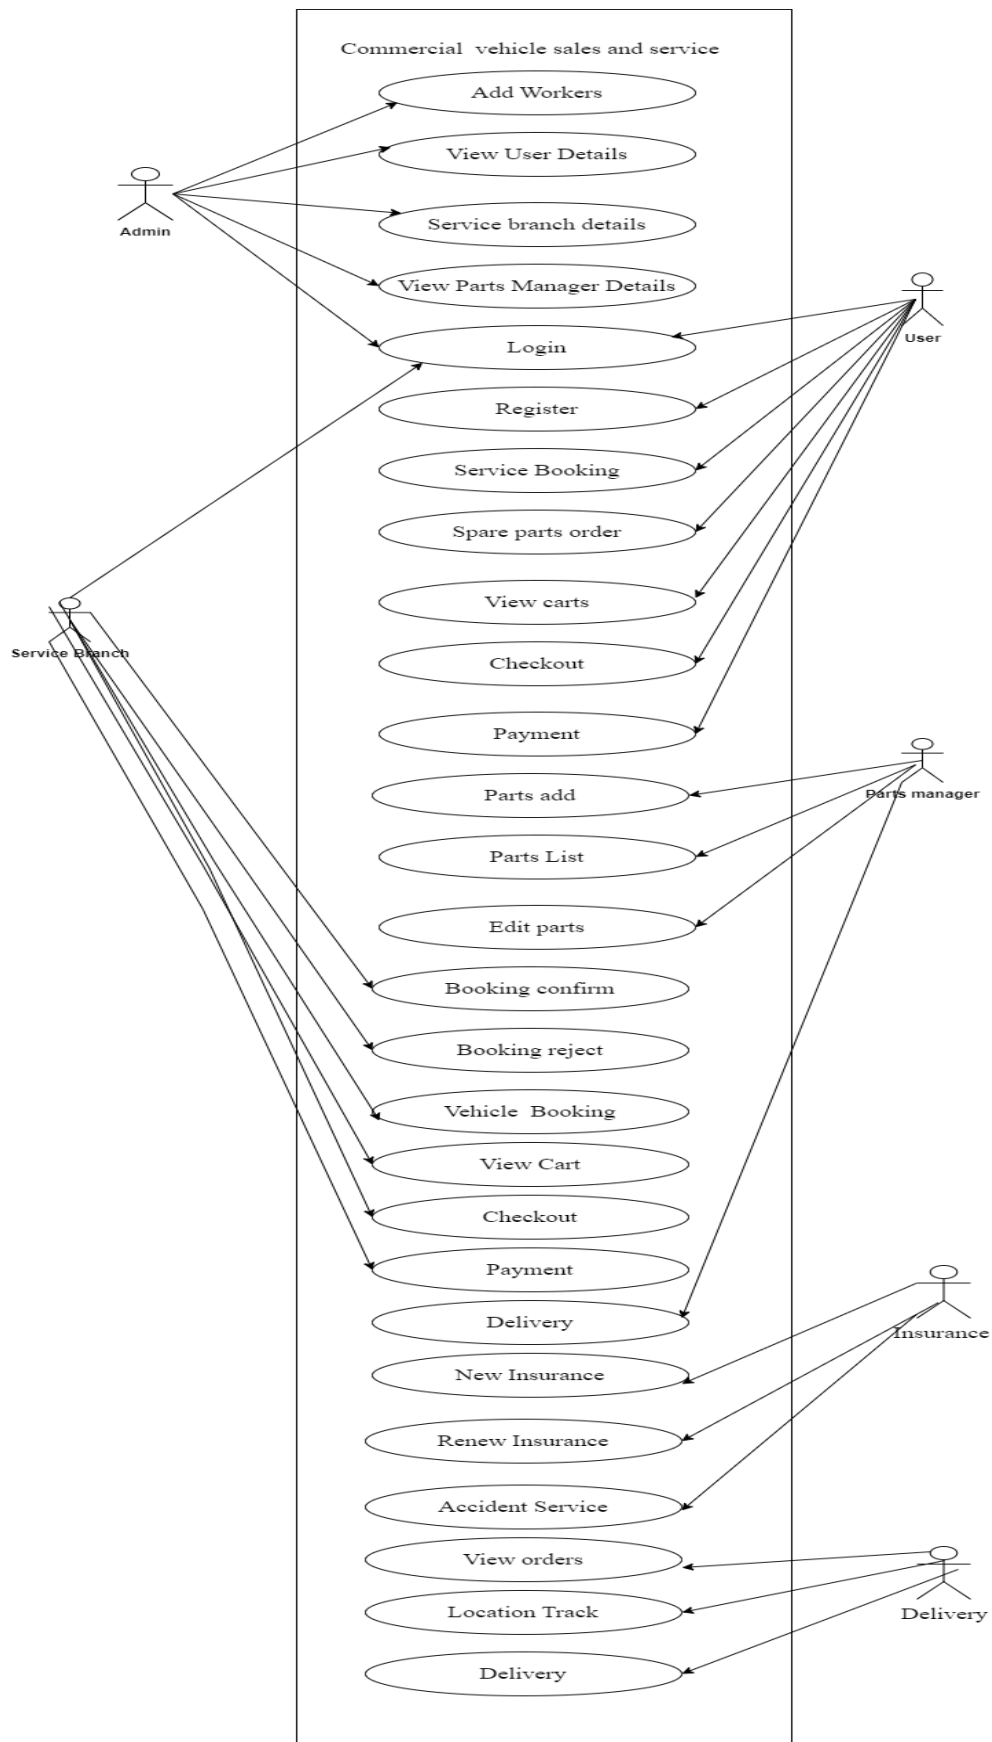 Commercial  vehicle sales and service
Add Workers
View User Details
Admin
Service branch details
View Parts Manager Details
User
Login
Register
Service Booking
Spare parts order
View carts
Service Branch
Checkout
Payment
Parts add
Parts manager
Parts List
Edit parts
Booking confirm
Booking reject
Vehicle  Booking
View Cart
Checkout
Payment
Delivery
Insurance
New Insurance
Renew Insurance
Accident Service
View orders
Location Track
Delivery
Delivery